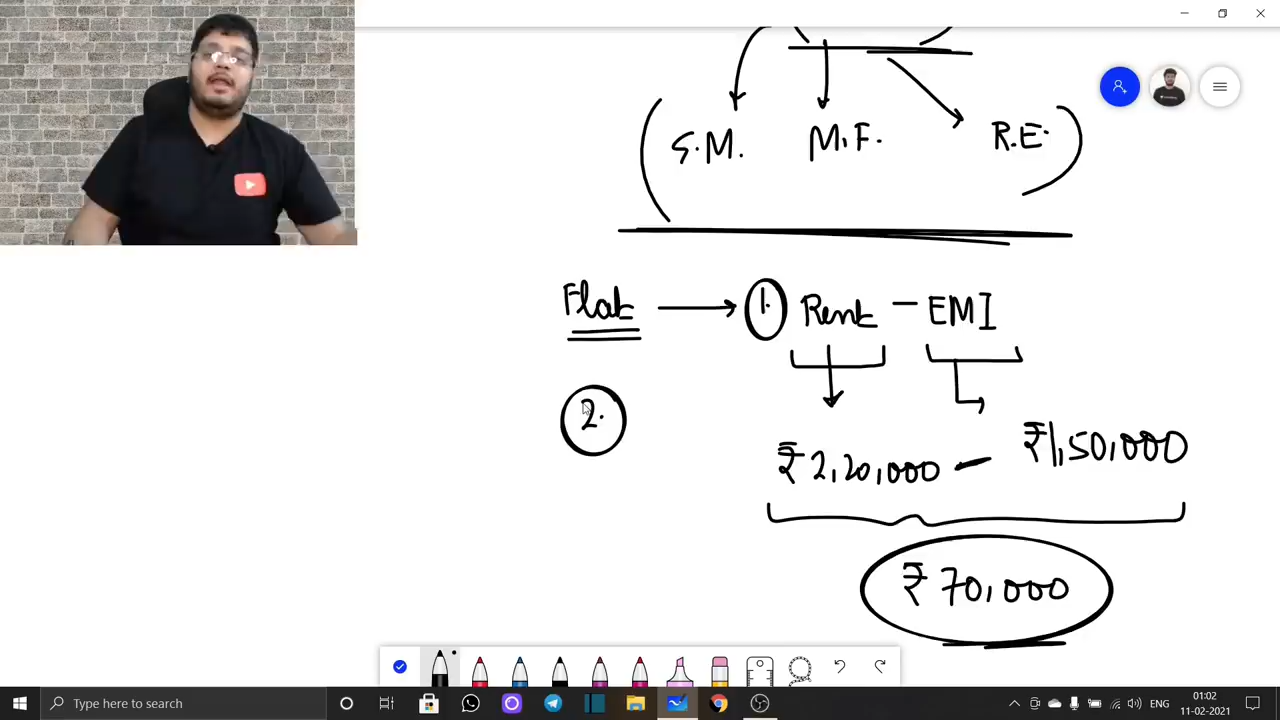 S.M. M.F. R.E.
Flat → 1. Rent – EMI
2.
₹2,20,000 – ₹1,50,000
₹70,000
Type here to search
ENG
01:02
11-02-2021